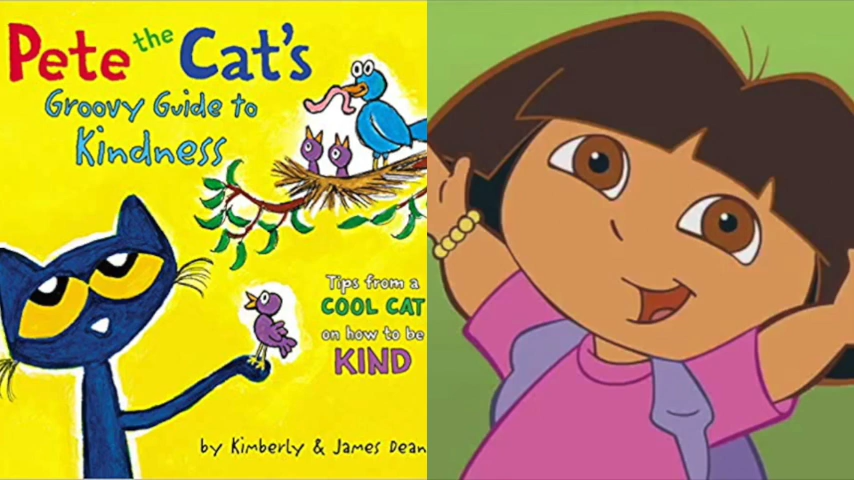 Pete the Cat's
Groovy Guide to
Kindness
Tips from a
COOL CAT
on how to be
KIND
by Kimberly & James Dean